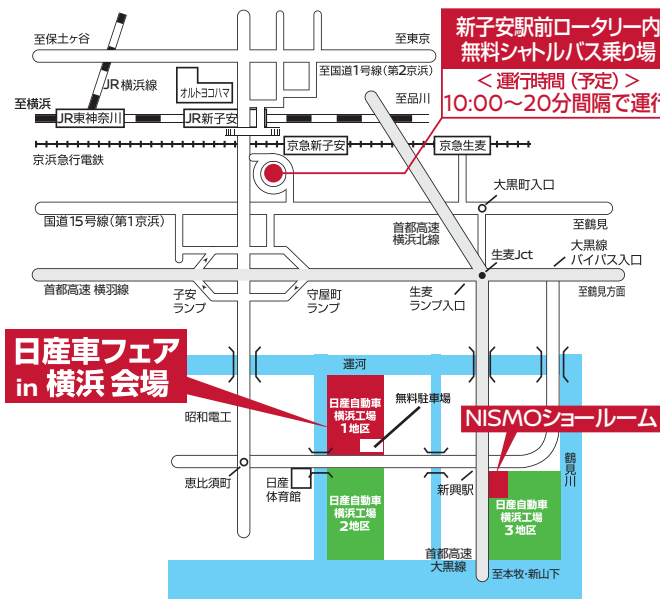 新子安駅前ロータリー内
無料シャトルバス乗り場
＜運行時間（予定）＞
10:00～20分間隔で運行
至保土ヶ谷
至東京
JR横浜線
オルトヨコハマ
至国道1号線（第2京浜）
至横浜
至品川
JR東神奈川
JR新子安
京浜急行電鉄
京急新子安
京急生麦
大黒町入口
国道15号線（第1京浜）
至鶴見
首都高速
横浜北線
生麦Jct
大黒線
バイパス入口
首都高速 横羽線
子安
ランプ
守屋町
ランプ
生麦
ランプ入口
至鶴見方面
日産車フェア
in 横浜 会場
運河
日産自動車
横浜工場
1地区
無料駐車場
NISMOショールーム
昭和電工
鶴見川
恵比須町
日産
体育館
日産自動車
横浜工場
2地区
新興駅
日産自動車
横浜工場
3地区
首都高速
大黒線
至本牧・新山下